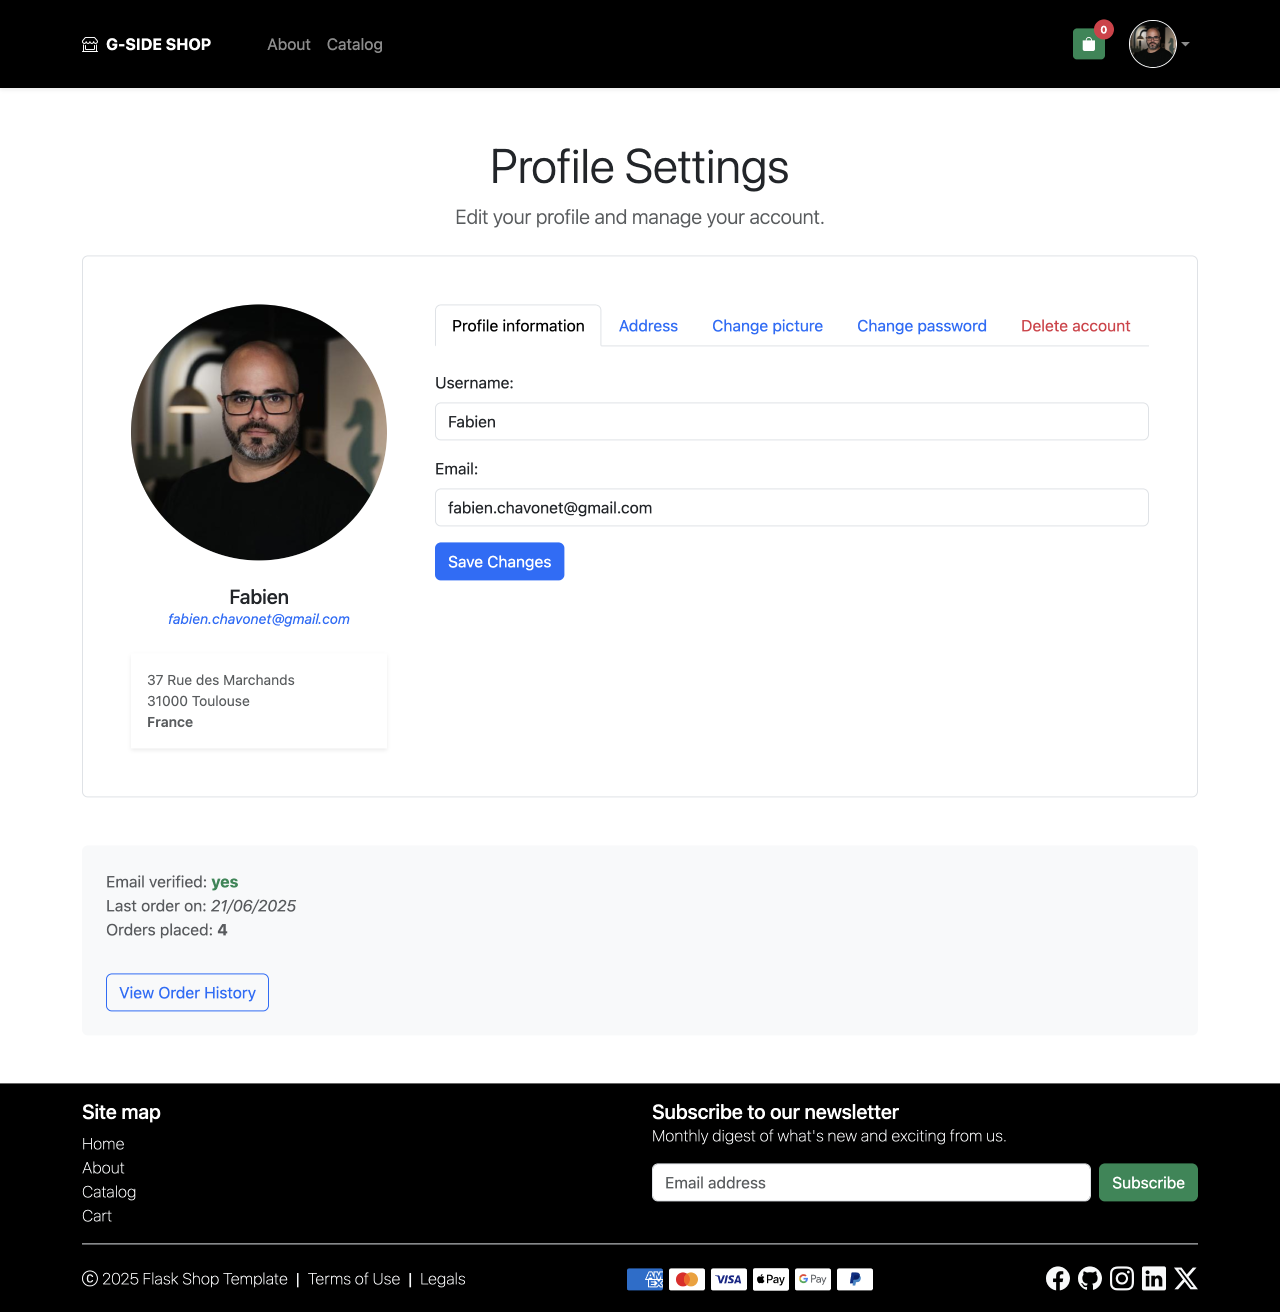 G-SIDE SHOP
About
Catalog
0
Profile Settings
Edit your profile and manage your account.
Profile information
Address
Change picture
Change password
Delete account
Username:
Fabien
Email:
fabien.chavonet@gmail.com
Save Changes
Fabien
fabien.chavonet@gmail.com
37 Rue des Marchands
31000 Toulouse
France
Email verified: yes
Last order on: 21/06/2025
Orders placed: 4
View Order History
Site map
Home
About
Catalog
Cart
Subscribe to our newsletter
Monthly digest of what's new and exciting from us.
Email address
Subscribe
© 2025 Flask Shop Template | Terms of Use | Legals
AMEX
VISA
Pay
G Pay